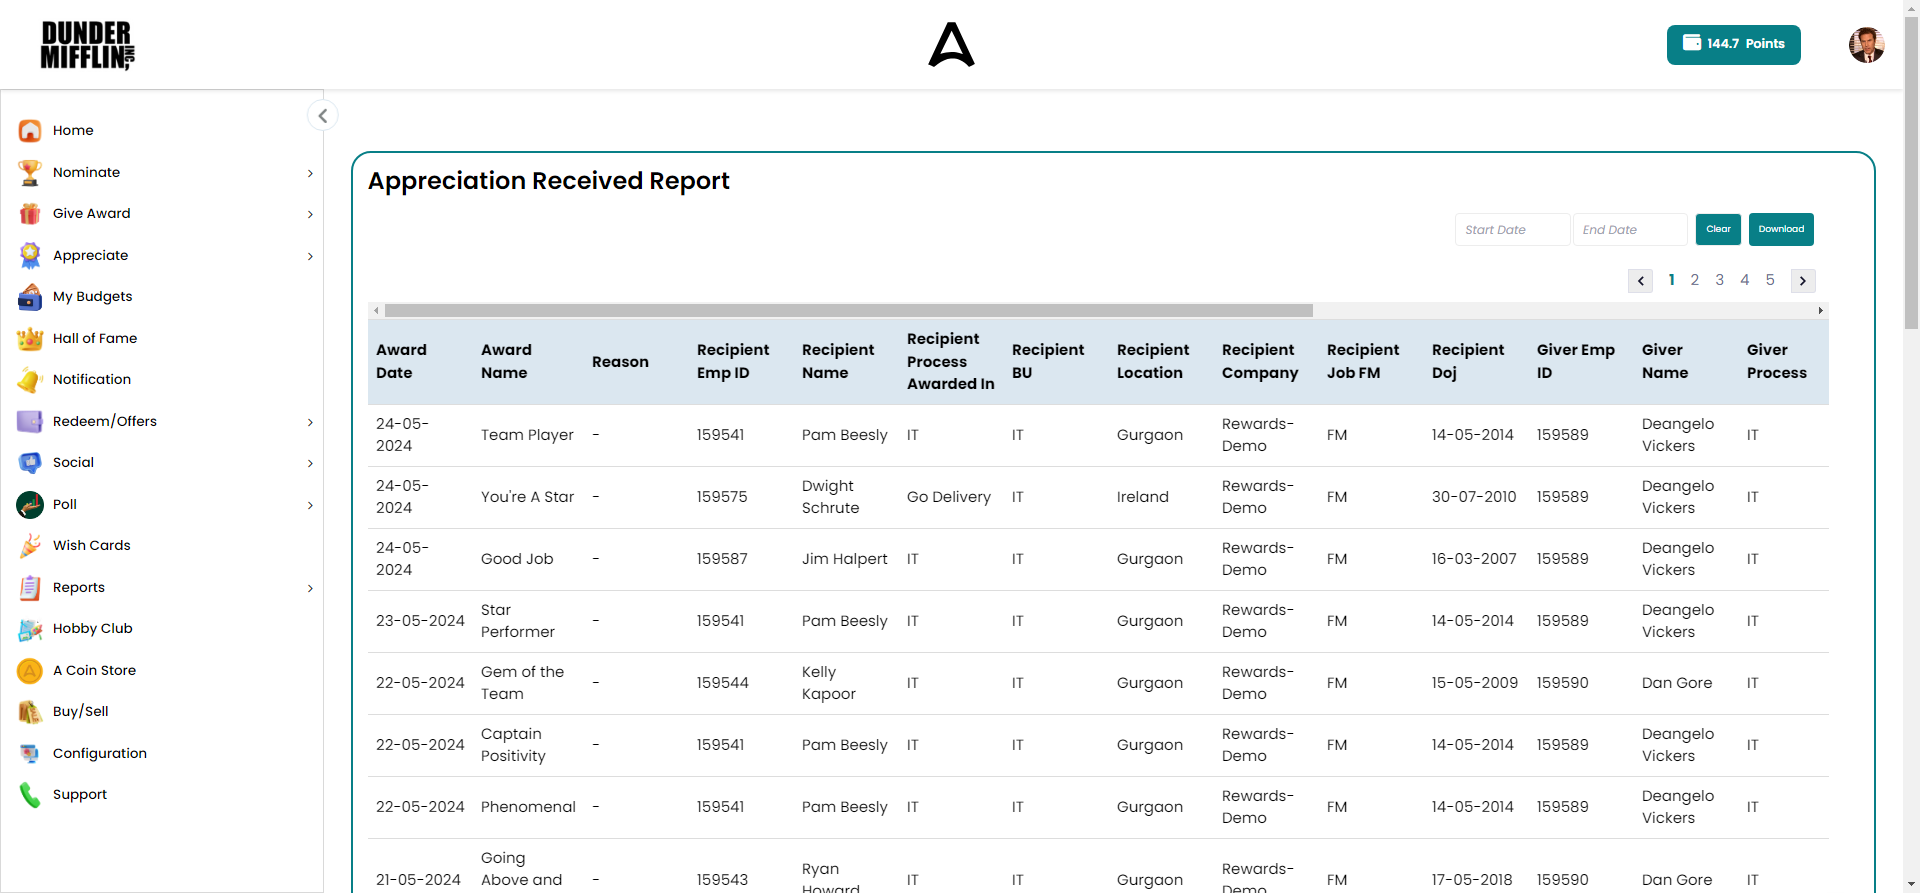 DUNDER
MIFFLIN, INC
144.7 Points
Home
Nominate
Give Award
Appreciate
My Budgets
Hall of Fame
Notification
Redeem/Offers
Social
Poll
Wish Cards
Reports
Hobby Club
A Coin Store
Buy/Sell
Configuration
Support
Appreciation Received Report
Start Date End Date Clear Download
1 2 3 4 5
Award Date Award Name Reason Recipient Emp ID Recipient Name Recipient Process Awarded In Recipient BU Recipient Location Recipient Company Recipient Job FM Recipient Doj Giver Emp ID Giver Name Giver Process
24-05-2024 Team Player - 159541 Pam Beesly IT IT Gurgaon Rewards-Demo FM 14-05-2014 159589 Deangelo Vickers IT
24-05-2024 You're A Star - 159575 Dwight Schrute Go Delivery IT Ireland Rewards-Demo FM 30-07-2010 159589 Deangelo Vickers IT
24-05-2024 Good Job - 159587 Jim Halpert IT IT Gurgaon Rewards-Demo FM 16-03-2007 159589 Deangelo Vickers IT
23-05-2024 Star Performer - 159541 Pam Beesly IT IT Gurgaon Rewards-Demo FM 14-05-2014 159589 Deangelo Vickers IT
22-05-2024 Gem of the Team - 159544 Kelly Kapoor IT IT Gurgaon Rewards-Demo FM 15-05-2009 159590 Dan Gore IT
22-05-2024 Captain Positivity - 159541 Pam Beesly IT IT Gurgaon Rewards-Demo FM 14-05-2014 159589 Deangelo Vickers IT
22-05-2024 Phenomenal - 159541 Pam Beesly IT IT Gurgaon Rewards-Demo FM 14-05-2014 159589 Deangelo Vickers IT
21-05-2024 Going Above and - 159543 Ryan Howard IT IT Gurgaon Rewards-Demo FM 17-05-2018 159590 Dan Gore IT